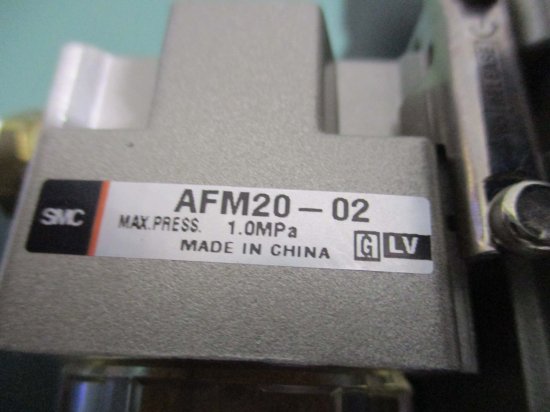 SMC
AFM20-02
MAX.PRESS. 1.0MPa
MADE IN CHINA G LV